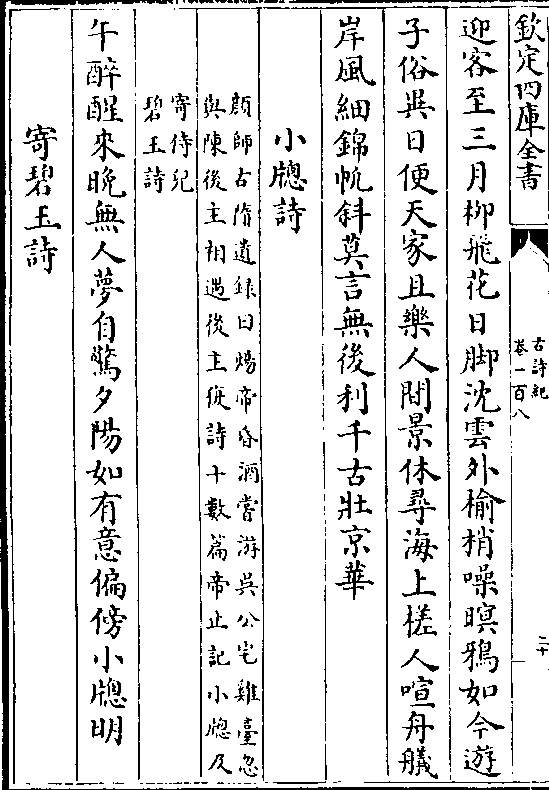 欽定四庫全書
古詩紀
卷一百八
二十
迎客至三月柳飛花日脚沈雲外榆梢噪暝鴉如今遊
子俗異日便天家且樂人間景休尋海上槎人喧舟艤
岸風細錦帆斜莫言無後利千古壯京華
小牕詩
顔師古隋遺録曰煬帝昏酒嘗游吴公宅雞臺忽
與陳後主相遇後主復詩十數篇帝止記小牕及
寄侍兒
碧玉詩
午醉醒來晚無人夢自驚夕陽如有意偏傍小牕明
寄碧玉詩